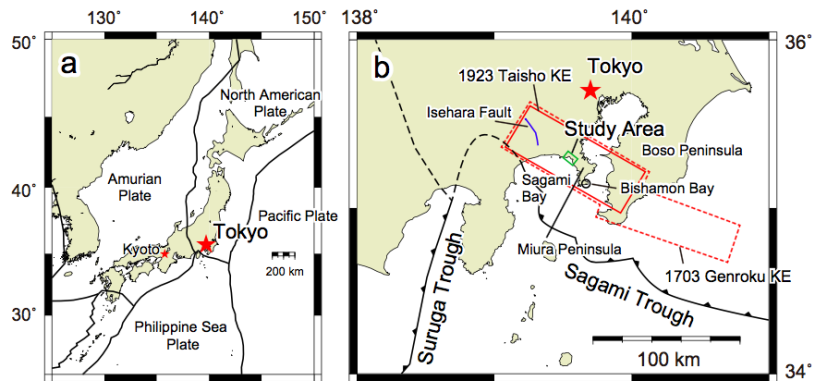 130° 140° 150°
50°
40°
30°
a
North American
Plate
Amurian
Plate
Pacific Plate
Kyoto
Tokyo
200 km
Philippine Sea
Plate
138° 140°
36°
35°
b
Tokyo
1923 Taisho KE
Isehara Fault
Study Area
Boso Peninsula
Sagami
Bay
Bishamon Bay
Miura Peninsula
1703 Genroku KE
Suruga Trough
Sagami Trough
100 km